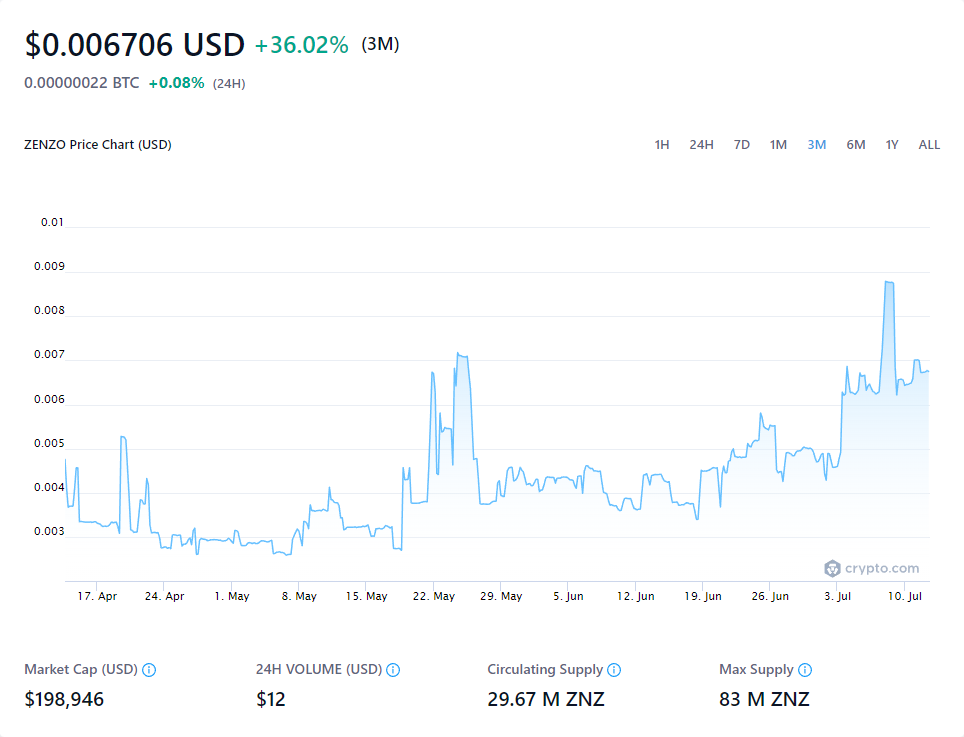 $0.006706 USD +36.02% (3M)
0.00000022 BTC +0.08% (24H)
ZENZO Price Chart (USD)
1H 24H 7D 1M 3M 6M 1Y ALL
0.01
0.009
0.008
0.007
0.006
0.005
0.004
0.003
crypto.com
17. Apr 24. Apr 1. May 8. May 15. May 22. May 29. May 5. Jun 12. Jun 19. Jun 26. Jun 3. Jul 10. Jul
Market Cap (USD) 24H VOLUME (USD) Circulating Supply Max Supply
$198,946 $12 29.67 M ZNZ 83 M ZNZ